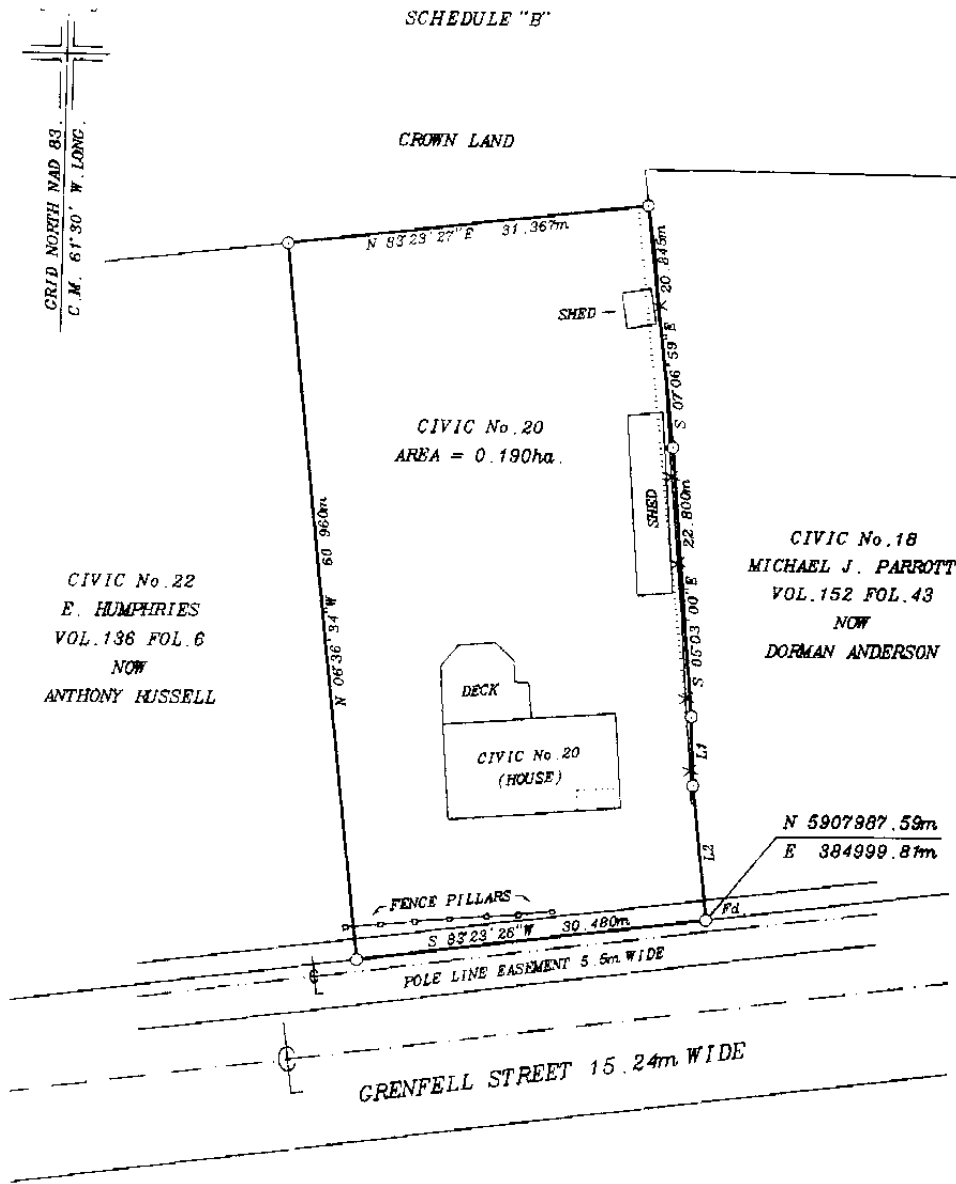 SCHEDULE "B"
GRID NORTH NAD 83.
C.M. 61°30' W.LONG.
CROWN LAND
N 83°23'27"E 31.367m
S 07°06'59"E 20.845m
SHED
CIVIC No.20
AREA = 0.190ha.
SHED
S 05°03'00"E 22.800m
N 06°36'34"W 60.960m
CIVIC No.22
E. HUMPHRIES
VOL.136 FOL.6
NOW
ANTHONY RUSSELL
CIVIC No.18
MICHAEL J. PARROTT
VOL.152 FOL.43
NOW
DORMAN ANDERSON
DECK
CIVIC No.20
(HOUSE)
L1
L2
N 5907987.59m
E 384999.81m
Fd.
FENCE PILLARS
S 83°23'26"W 30.480m
POLE LINE EASEMENT 5.5m WIDE
GRENFELL STREET 15.24m WIDE